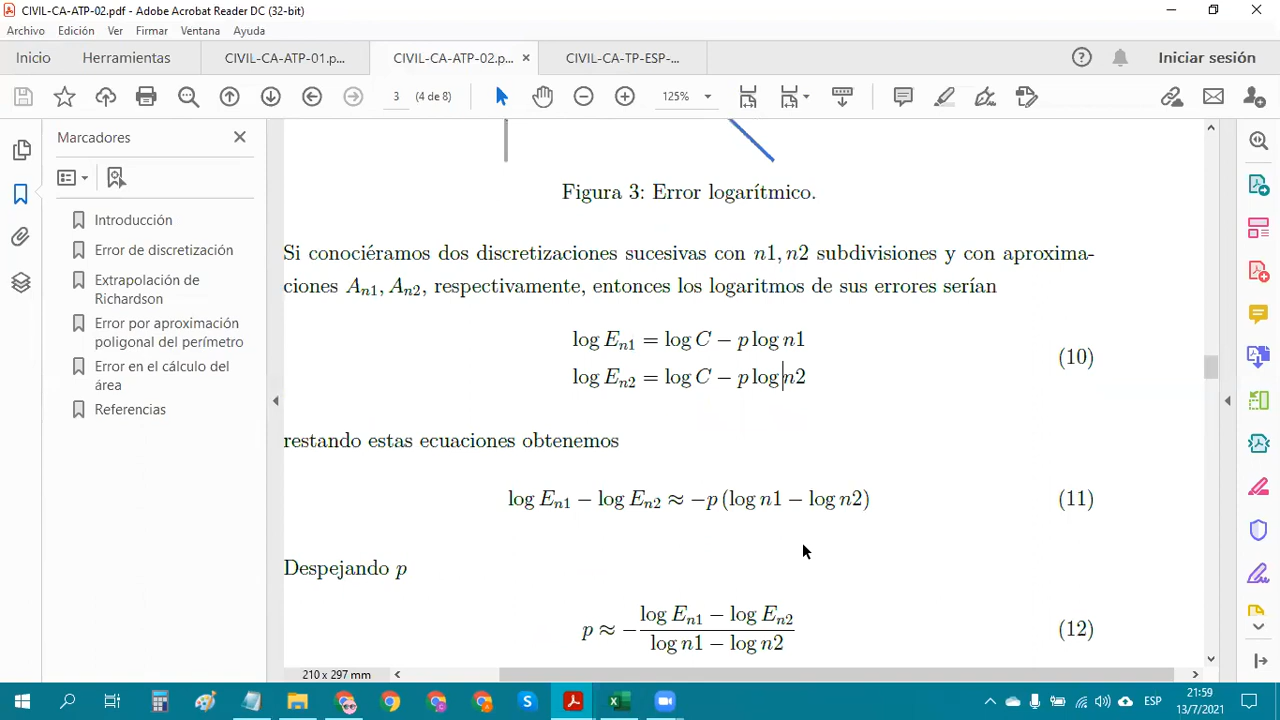 CIVIL-CA-ATP-02.pdf - Adobe Acrobat Reader DC (32-bit)
Archivo Edición Ver Firmar Ventana Ayuda
Inicio Herramientas CIVIL-CA-ATP-01.p... CIVIL-CA-ATP-02.p... × CIVIL-CA-TP-ESP-... Iniciar sesión
3 (4 de 8) 125%
Marcadores
Introducción
Error de discretización
Extrapolación de
Richardson
Error por aproximación
poligonal del perímetro
Error en el cálculo del
área
Referencias
Figura 3: Error logarítmico.
Si conociéramos dos discretizaciones sucesivas con n1, n2 subdivisiones y con aproxima-
ciones A_{n1}, A_{n2}, respectivamente, entonces los logaritmos de sus errores serían
log E_{n1} = log C − p log n1
(10)
log E_{n2} = log C − p log n2
restando estas ecuaciones obtenemos
log E_{n1} − log E_{n2} ≈ −p (log n1 − log n2) (11)
Despejando p
p ≈ − \frac{log E_{n1} − log E_{n2}}{log n1 − log n2} (12)
210 x 297 mm
ESP
21:59
13/7/2021